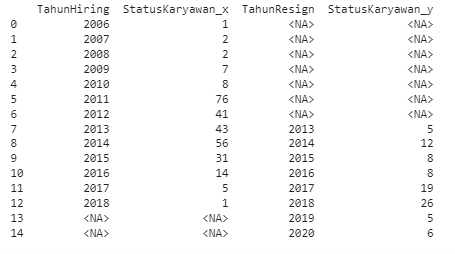 TahunHiring StatusKaryawan_x TahunResign StatusKaryawan_y
0 2006 1 <NA> <NA>
1 2007 2 <NA> <NA>
2 2008 2 <NA> <NA>
3 2009 7 <NA> <NA>
4 2010 8 <NA> <NA>
5 2011 76 <NA> <NA>
6 2012 41 <NA> <NA>
7 2013 43 2013 5
8 2014 56 2014 12
9 2015 31 2015 8
10 2016 14 2016 8
11 2017 5 2017 19
12 2018 1 2018 26
13 <NA> <NA> 2019 5
14 <NA> <NA> 2020 6